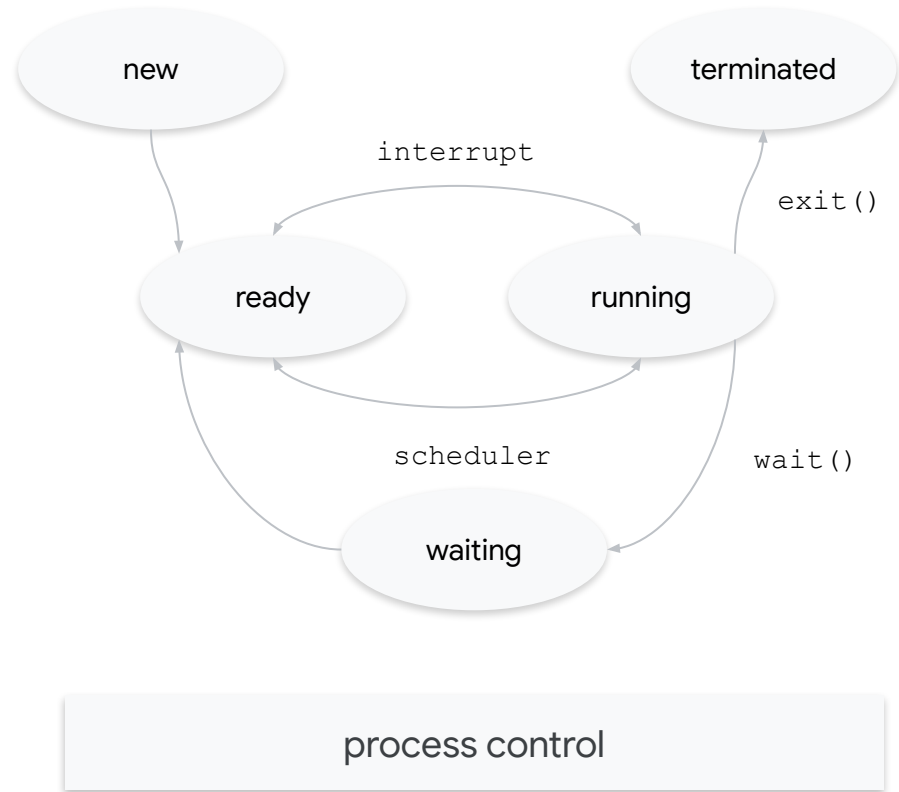 new
terminated
interrupt
exit()
ready
running
scheduler
wait()
waiting
process control